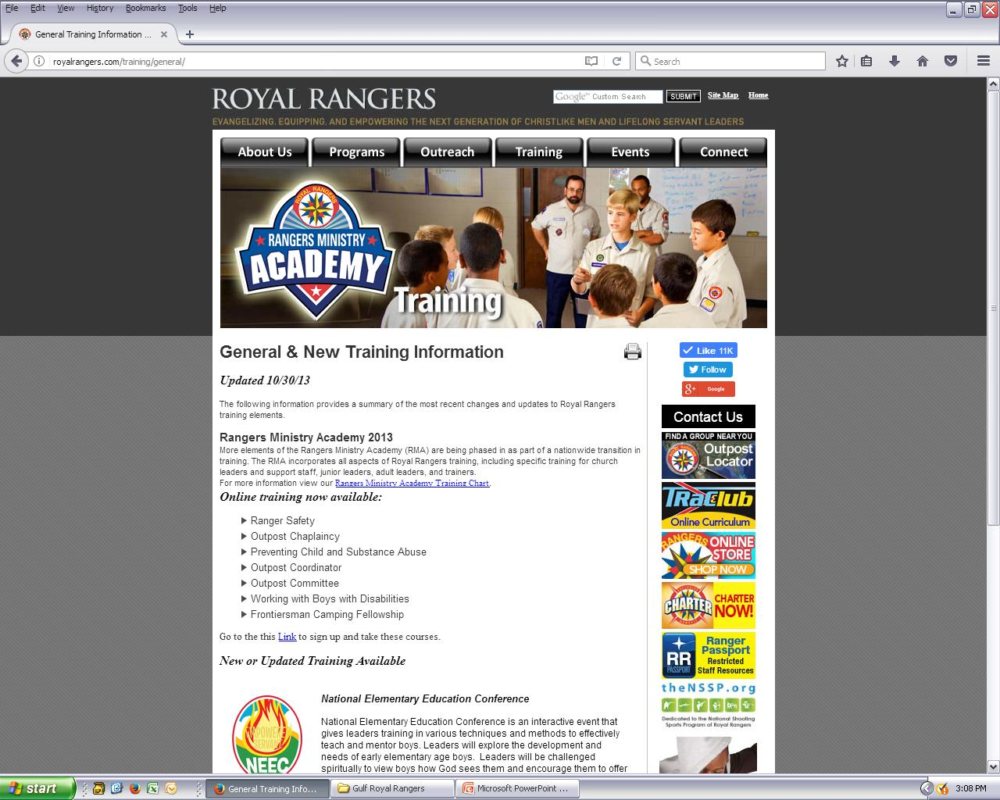 File Edit View History Bookmarks Tools Help
General Training Information ...
royalrangers.com/training/general/
Search
ROYAL RANGERS
Google™ Custom Search
SUBMIT
Site Map
Home
EVANGELIZING, EQUIPPING, AND EMPOWERING THE NEXT GENERATION OF CHRISTLIKE MEN AND LIFELONG SERVANT LEADERS
About Us Programs Outreach Training Events Connect
ROYAL RANGERS
RANGERS MINISTRY
ACADEMY
Training
General & New Training Information
Updated 10/30/13
The following information provides a summary of the most recent changes and updates to Royal Rangers
training elements.
Rangers Ministry Academy 2013
More elements of the Rangers Ministry Academy (RMA) are being phased in as part of a nationwide transition in
training. The RMA incorporates all aspects of Royal Rangers training, including specific training for church
leaders and support staff, junior leaders, adult leaders, and trainers.
For more information view our Rangers Ministry Academy Training Chart.
Online training now available:
Ranger Safety
Outpost Chaplaincy
Preventing Child and Substance Abuse
Outpost Coordinator
Outpost Committee
Working with Boys with Disabilities
Frontiersman Camping Fellowship
Go to the this Link to sign up and take these courses.
New or Updated Training Available
National Elementary Education Conference
National Elementary Education Conference is an interactive event that
gives leaders training in various techniques and methods to effectively
teach and mentor boys. Leaders will explore the development and
needs of early elementary age boys. Leaders will be challenged
spiritually to view boys how God sees them and encourage them to offer
NEEC
Like 11K
Follow
g+ Google
Contact Us
FIND A GROUP NEAR YOU
Outpost
Locator
TRaCclub
Online Curriculum
RANGERS
ONLINE
STORE
SHOP NOW
CHARTER
CHARTER
NOW!
RR
PASSPORT
Ranger
Passport
Restricted
Staff Resources
theNSSP.org
Dedicated to the National Shooting
Sports Program of Royal Rangers
start
General Training Info...
Gulf Royal Rangers
Microsoft PowerPoint ...
3:08 PM